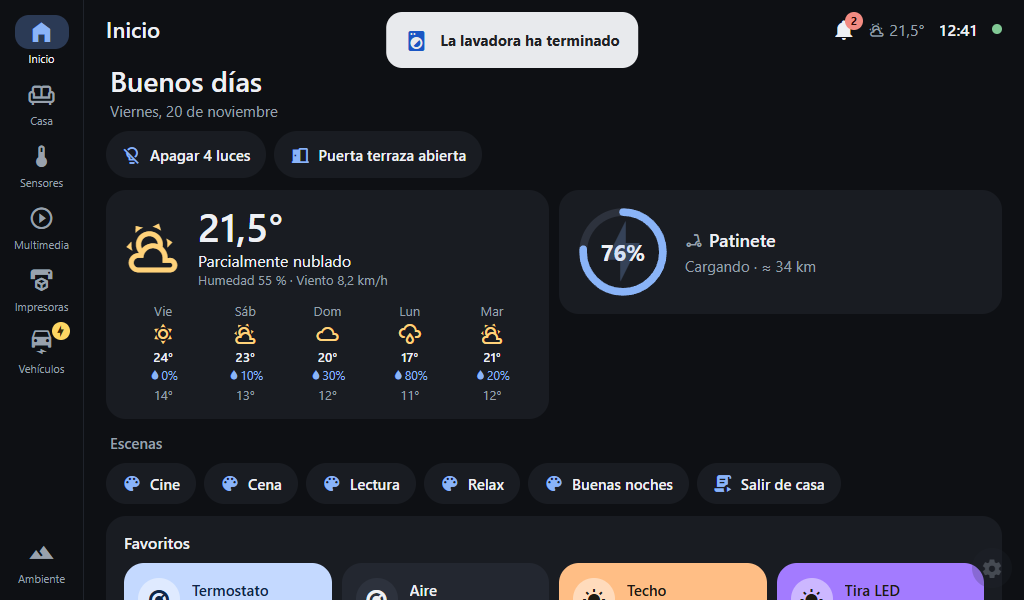 Inicio
La lavadora ha terminado
2
21,5°
12:41
Inicio
Casa
Sensores
Multimedia
Impresoras
Vehículos
Ambiente
Buenos días
Viernes, 20 de noviembre
Apagar 4 luces
Puerta terraza abierta
21,5°
Parcialmente nublado
Humedad 55 % · Viento 8,2 km/h
Vie Sáb Dom Lun Mar
24° 23° 20° 17° 21°
0% 10% 30% 80% 20%
14° 13° 12° 11° 12°
76%
Patinete
Cargando · ≈ 34 km
Escenas
Cine
Cena
Lectura
Relax
Buenas noches
Salir de casa
Favoritos
Termostato
Aire
Techo
Tira LED